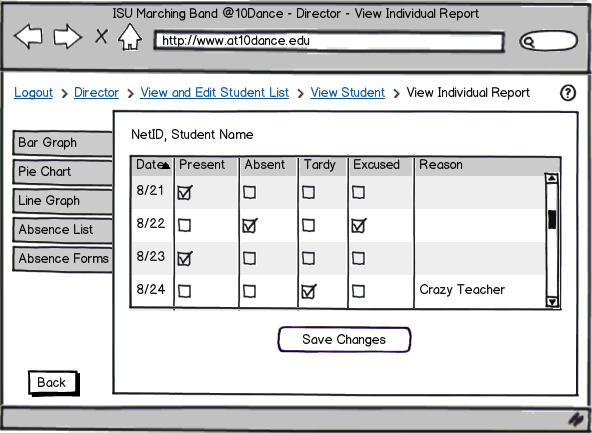 ISU Marching Band @10Dance - Director - View Individual Report
http://www.at10dance.edu
Logout > Director > View and Edit Student List > View Student > View Individual Report ?
NetID, Student Name
Bar Graph
Pie Chart
Line Graph
Absence List
Absence Forms
Date Present Absent Tardy Excused Reason
8/21
8/22
8/23
8/24 Crazy Teacher
Save Changes
Back